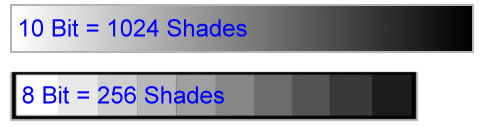 10 Bit = 1024 Shades
8 Bit = 256 Shades